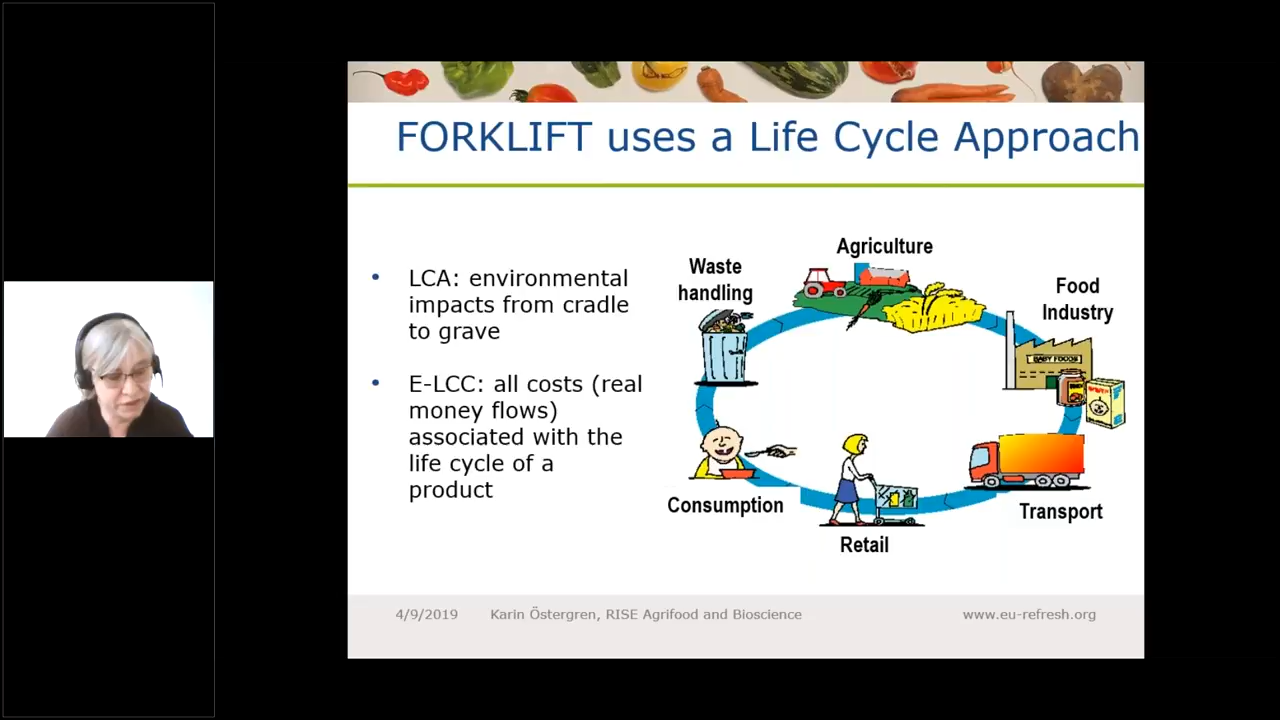 FORKLIFT uses a Life Cycle Approach
• LCA: environmental
impacts from cradle
to grave
• E-LCC: all costs (real
money flows)
associated with the
life cycle of a
product
Agriculture
Waste
handling
Food
Industry
BABY FOODS
Consumption
Retail
Transport
4/9/2019 Karin Östergren, RISE Agrifood and Bioscience www.eu-refresh.org